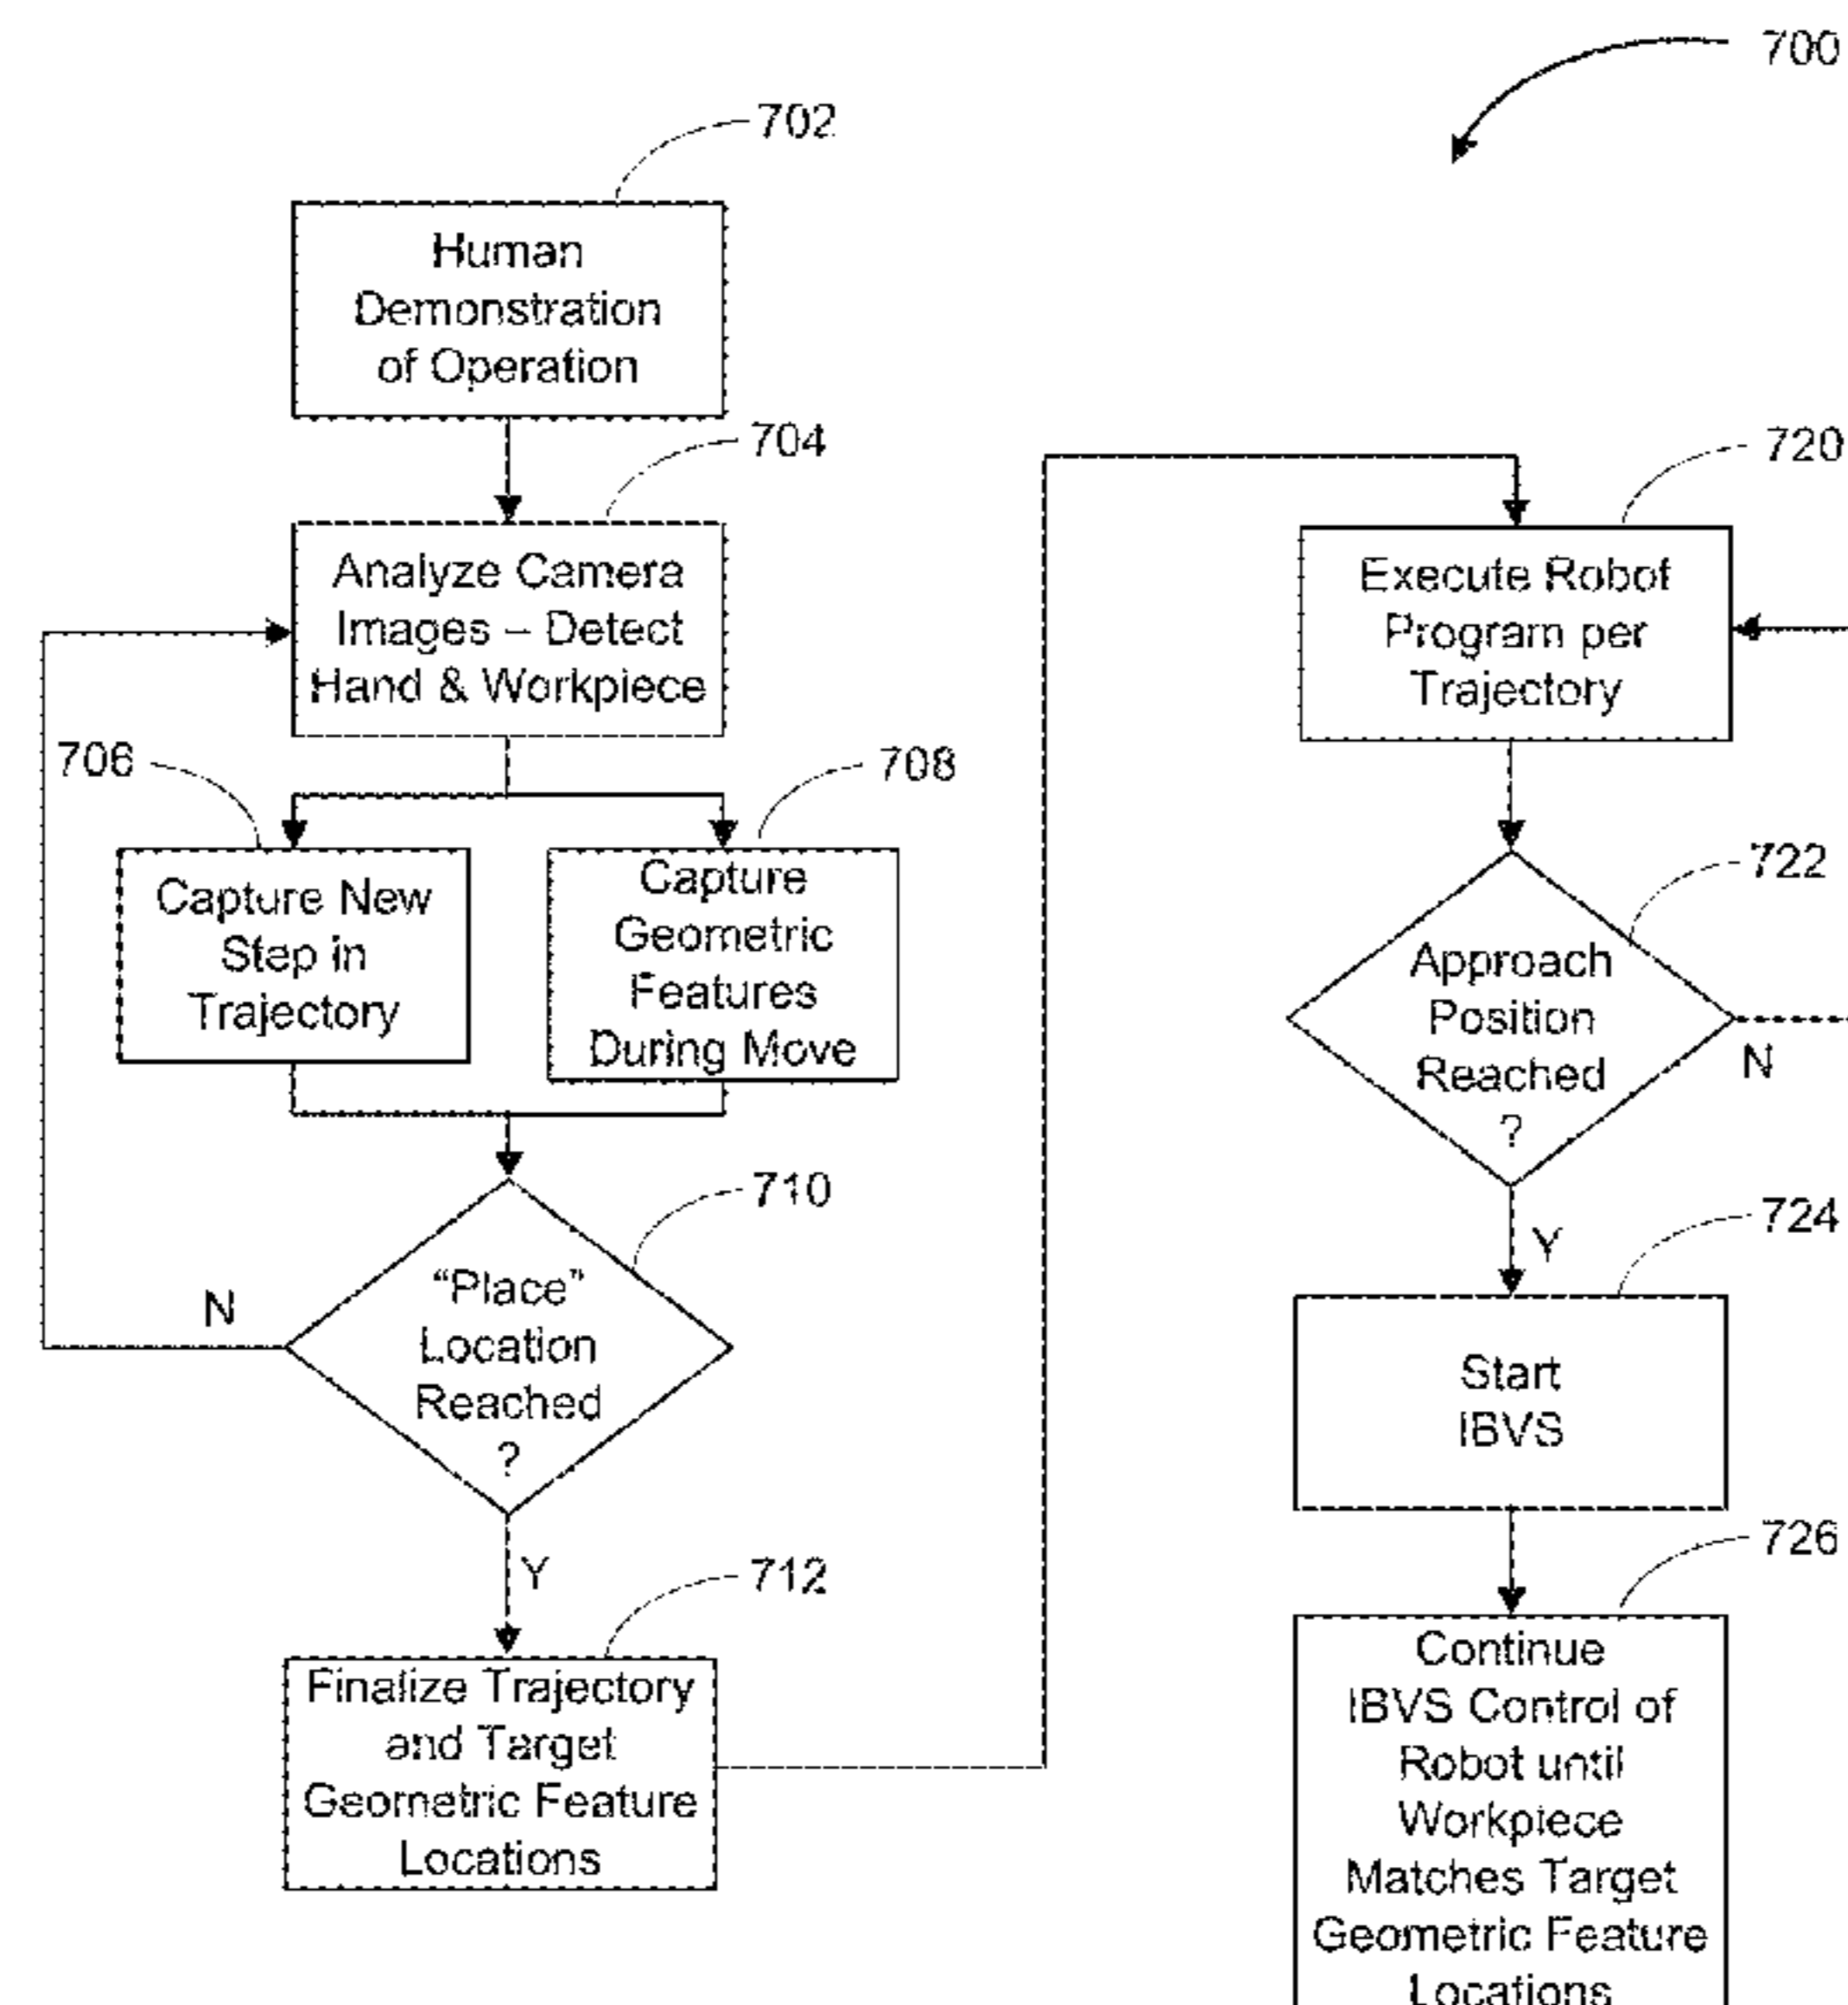 700
702
Human
Demonstration
of Operation
704
Analyze Camera
Images – Detect
Hand & Workpiece
706
708
Capture New
Step in
Trajectory
Capture
Geometric
Features
During Move
710
"Place"
Location
Reached
?
N
Y
712
Finalize Trajectory
and Target
Geometric Feature
Locations
720
Execute Robot
Program per
Trajectory
722
Approach
Position
Reached
?
N
Y
724
Start
IBVS
726
Continue
IBVS Control of
Robot until
Workpiece
Matches Target
Geometric Feature
Locations